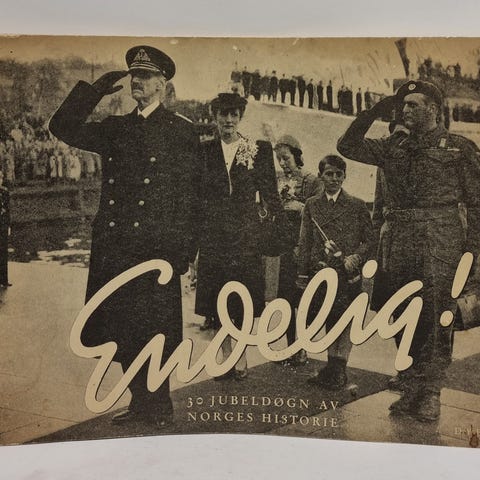 Endelig!
30 JUBELDØGN AV
NORGES HISTORIE